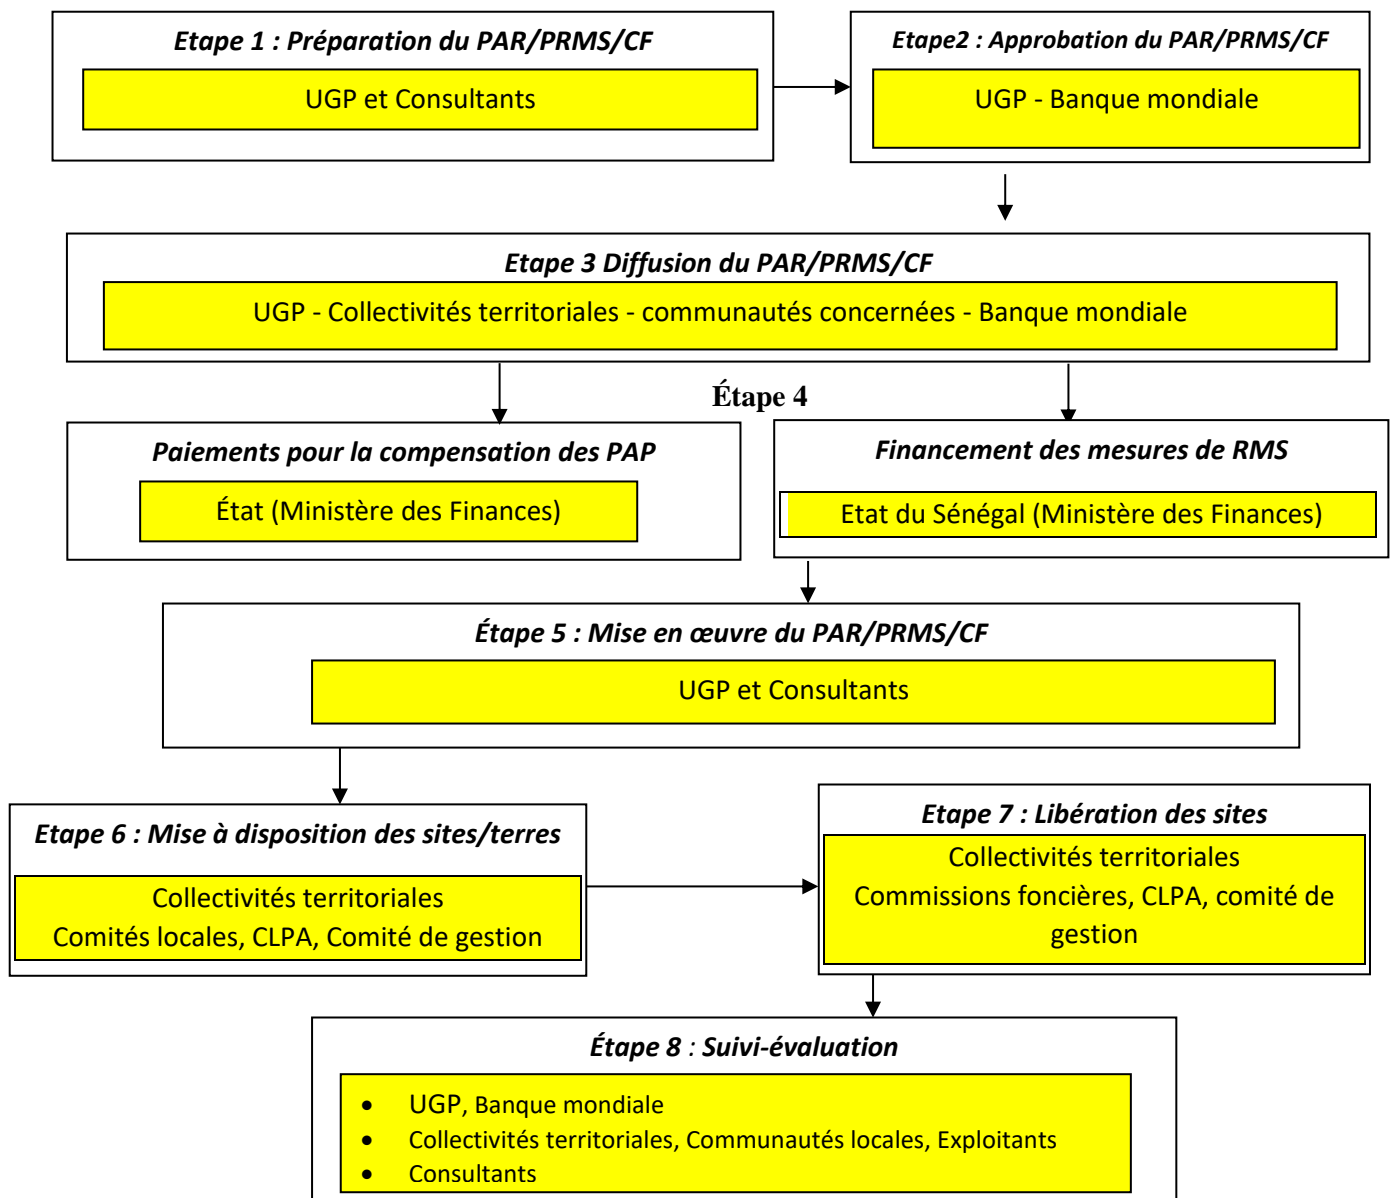 Etape 1 : Préparation du PAR/PRMS/CF
UGP et Consultants
Etape2 : Approbation du PAR/PRMS/CF
UGP - Banque mondiale
Etape 3 Diffusion du PAR/PRMS/CF
UGP - Collectivités territoriales - communautés concernées - Banque mondiale
Étape 4
Paiements pour la compensation des PAP
État (Ministère des Finances)
Financement des mesures de RMS
Etat du Sénégal (Ministère des Finances)
Étape 5 : Mise en œuvre du PAR/PRMS/CF
UGP et Consultants
Etape 6 : Mise à disposition des sites/terres
Collectivités territoriales
Comités locales, CLPA, Comité de gestion
Etape 7 : Libération des sites
Collectivités territoriales
Commissions foncières, CLPA, comité de
gestion
Étape 8 : Suivi-évaluation
• UGP, Banque mondiale
• Collectivités territoriales, Communautés locales, Exploitants
• Consultants